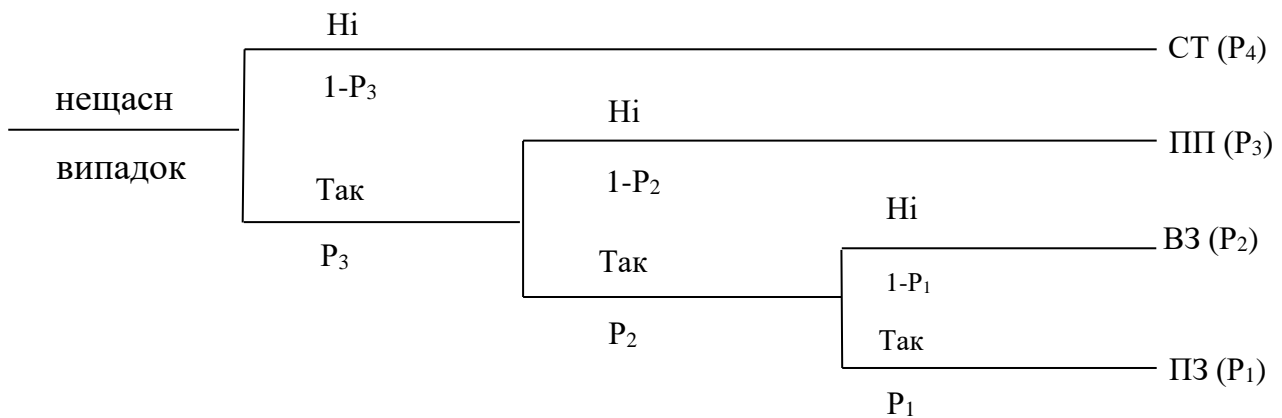 Ні
СТ (P₄)
нещасн
1-P₃
Ні
ПП (P₃)
випадок
Так
1-P₂
Ні
P₃
Так
ВЗ (P₂)
1-P₁
P₂
Так
ПЗ (P₁)
P₁